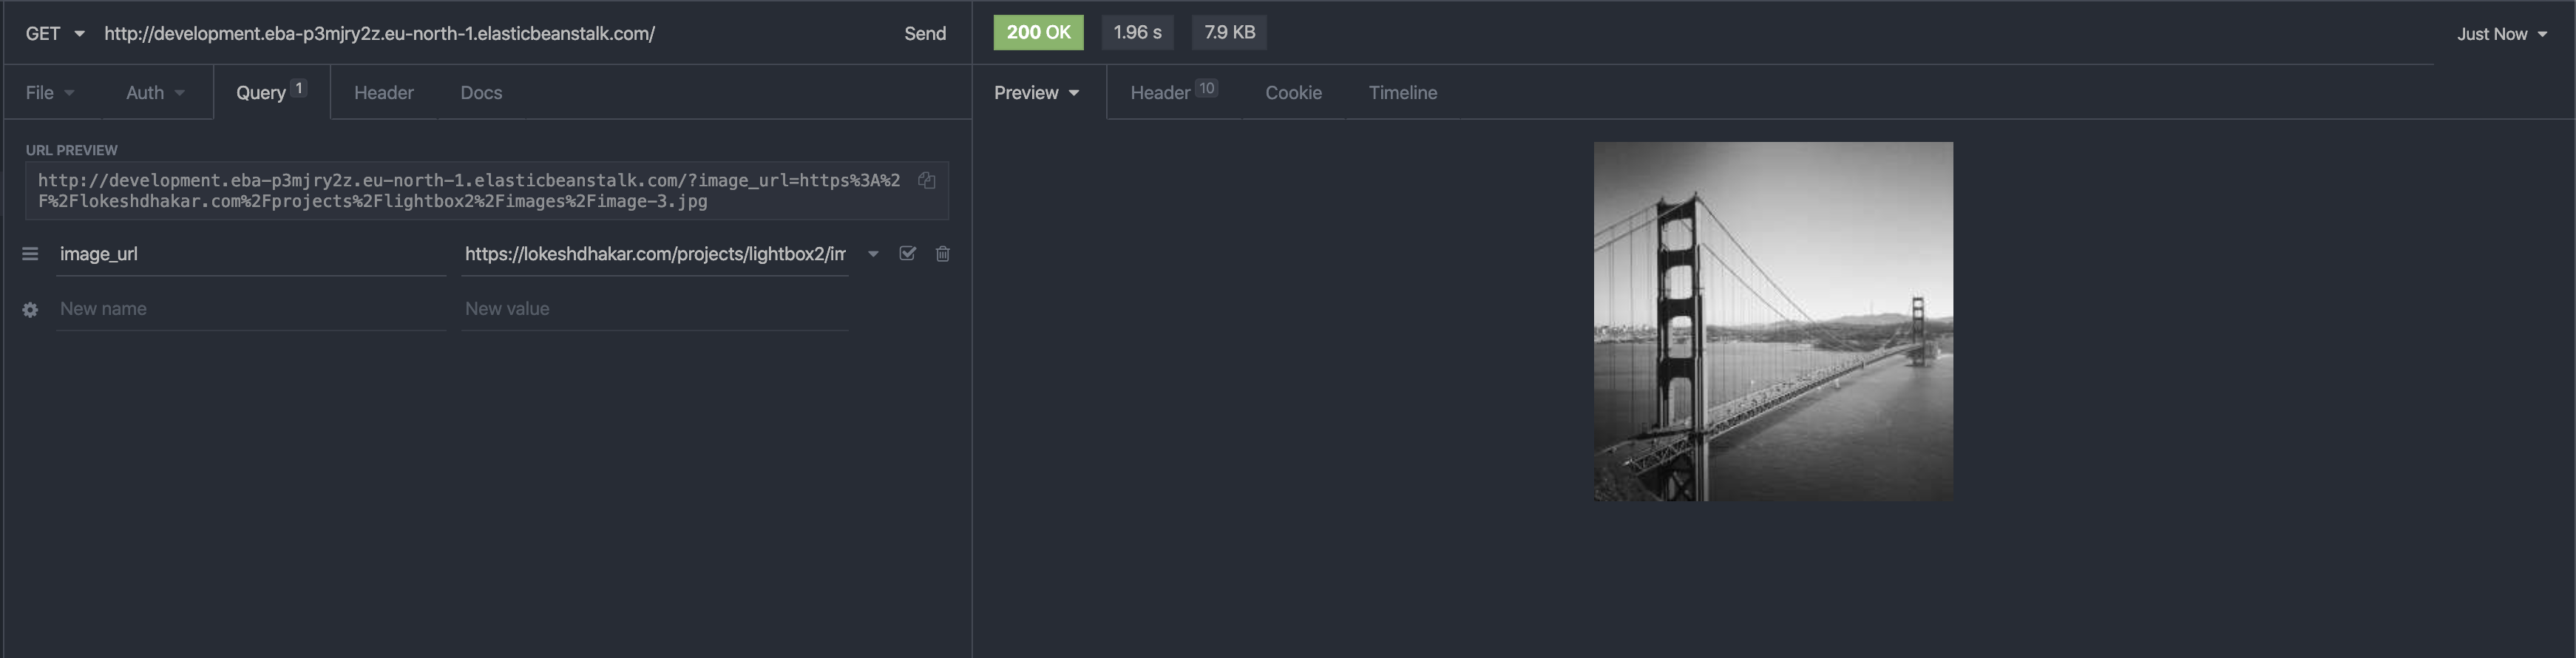 GET http://development.eba-p3mjry2z.eu-north-1.elasticbeanstalk.com/ Send
200 OK 1.96 s 7.9 KB Just Now
File Auth Query 1 Header Docs
Preview Header 10 Cookie Timeline
URL PREVIEW
http://development.eba-p3mjry2z.eu-north-1.elasticbeanstalk.com/?image_url=https%3A%2
F%2Flokeshdhakar.com%2Fprojects%2Flightbox2%2Fimages%2Fimage-3.jpg
image_url https://lokeshdhakar.com/projects/lightbox2/im
New name New value